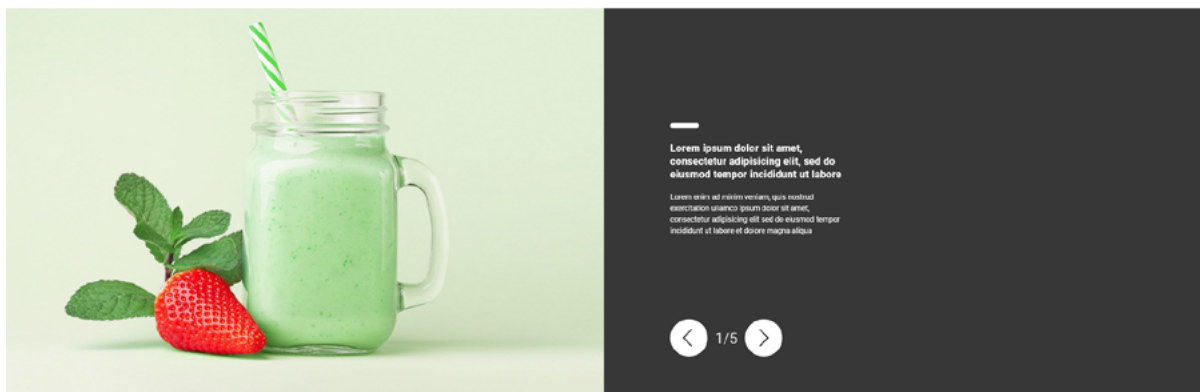 Lorem ipsum dolor sit amet,
consectetur adipisicing elit, sed do
eiusmod tempor incididunt ut labore
Lorem enim ad minim veniam, quis nostrud
exercitation ullamco ipsum dolor sit amet,
consectetur adipisicing elit sed do eiusmod tempor
incididunt ut labore et dolore magna aliqua
1/5